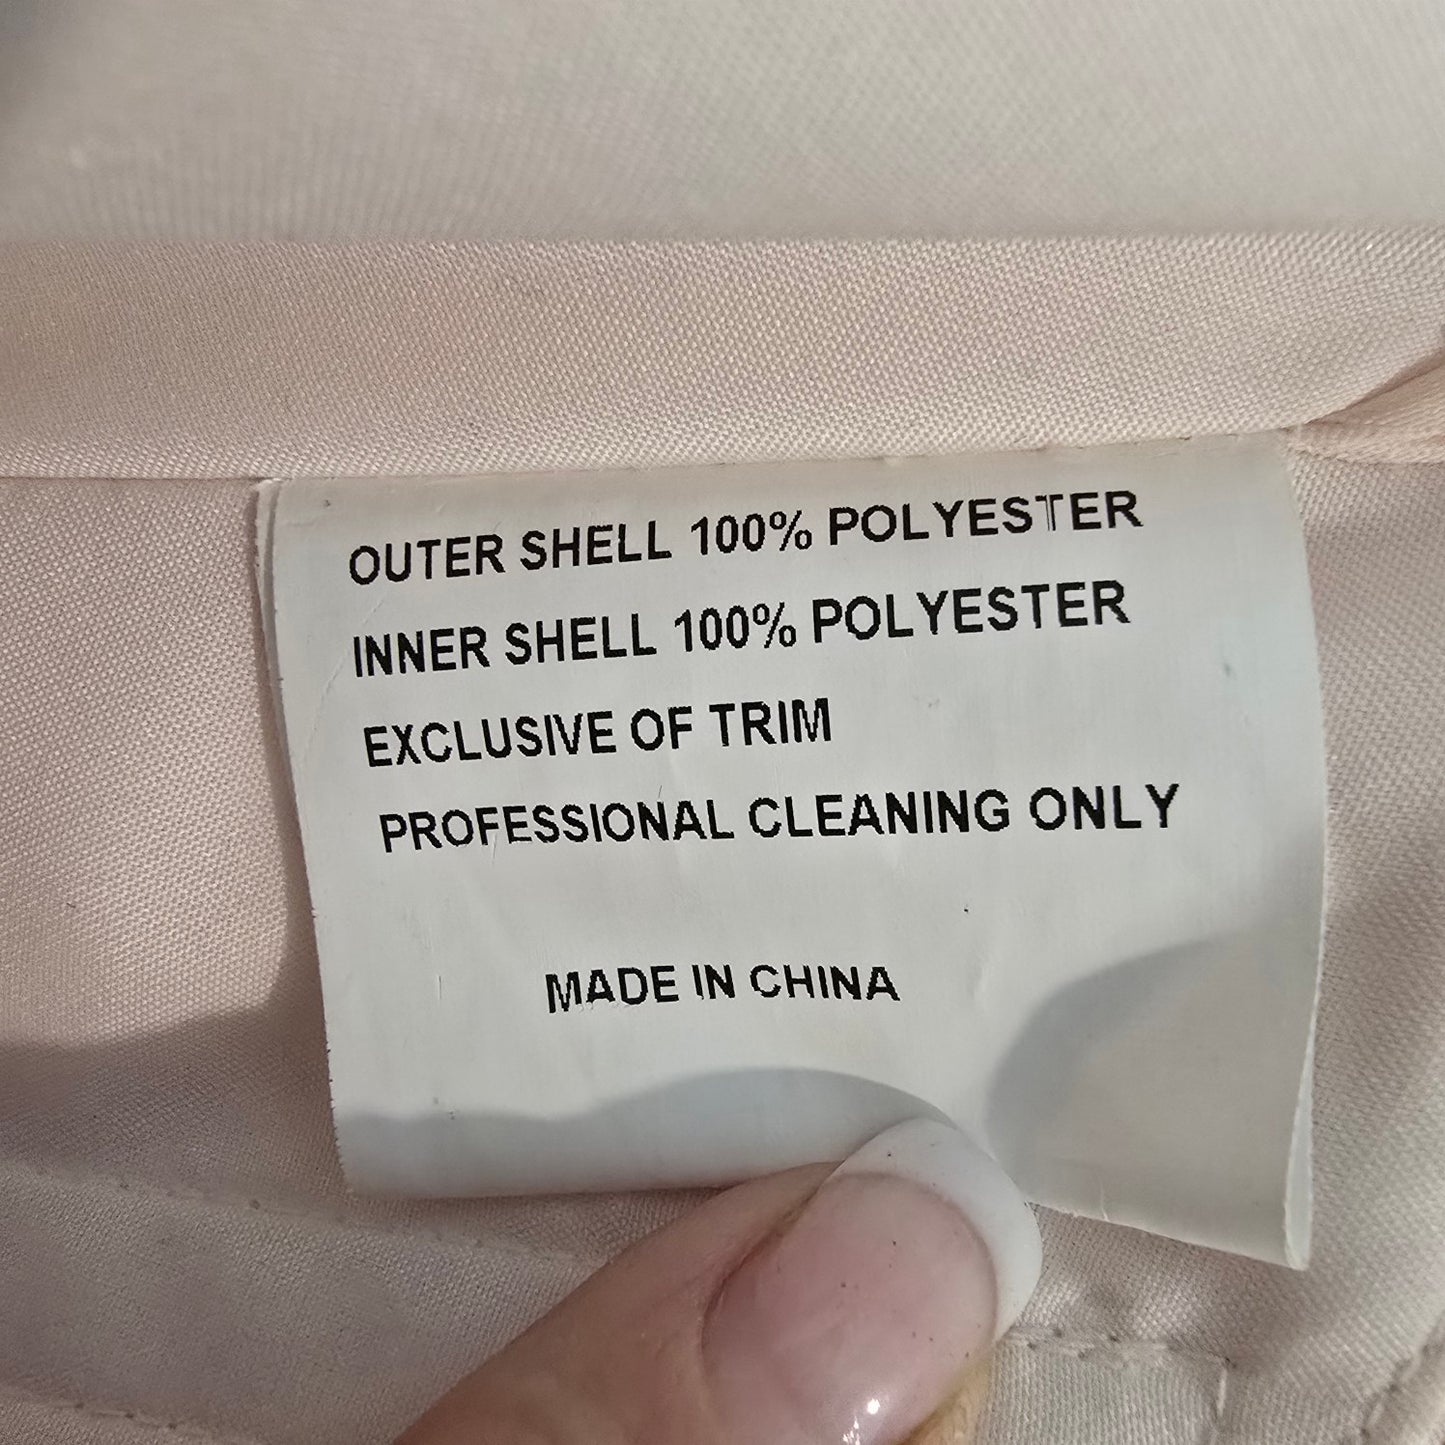 OUTER SHELL 100% POLYESTER
INNER SHELL 100% POLYESTER
EXCLUSIVE OF TRIM
PROFESSIONAL CLEANING ONLY
MADE IN CHINA